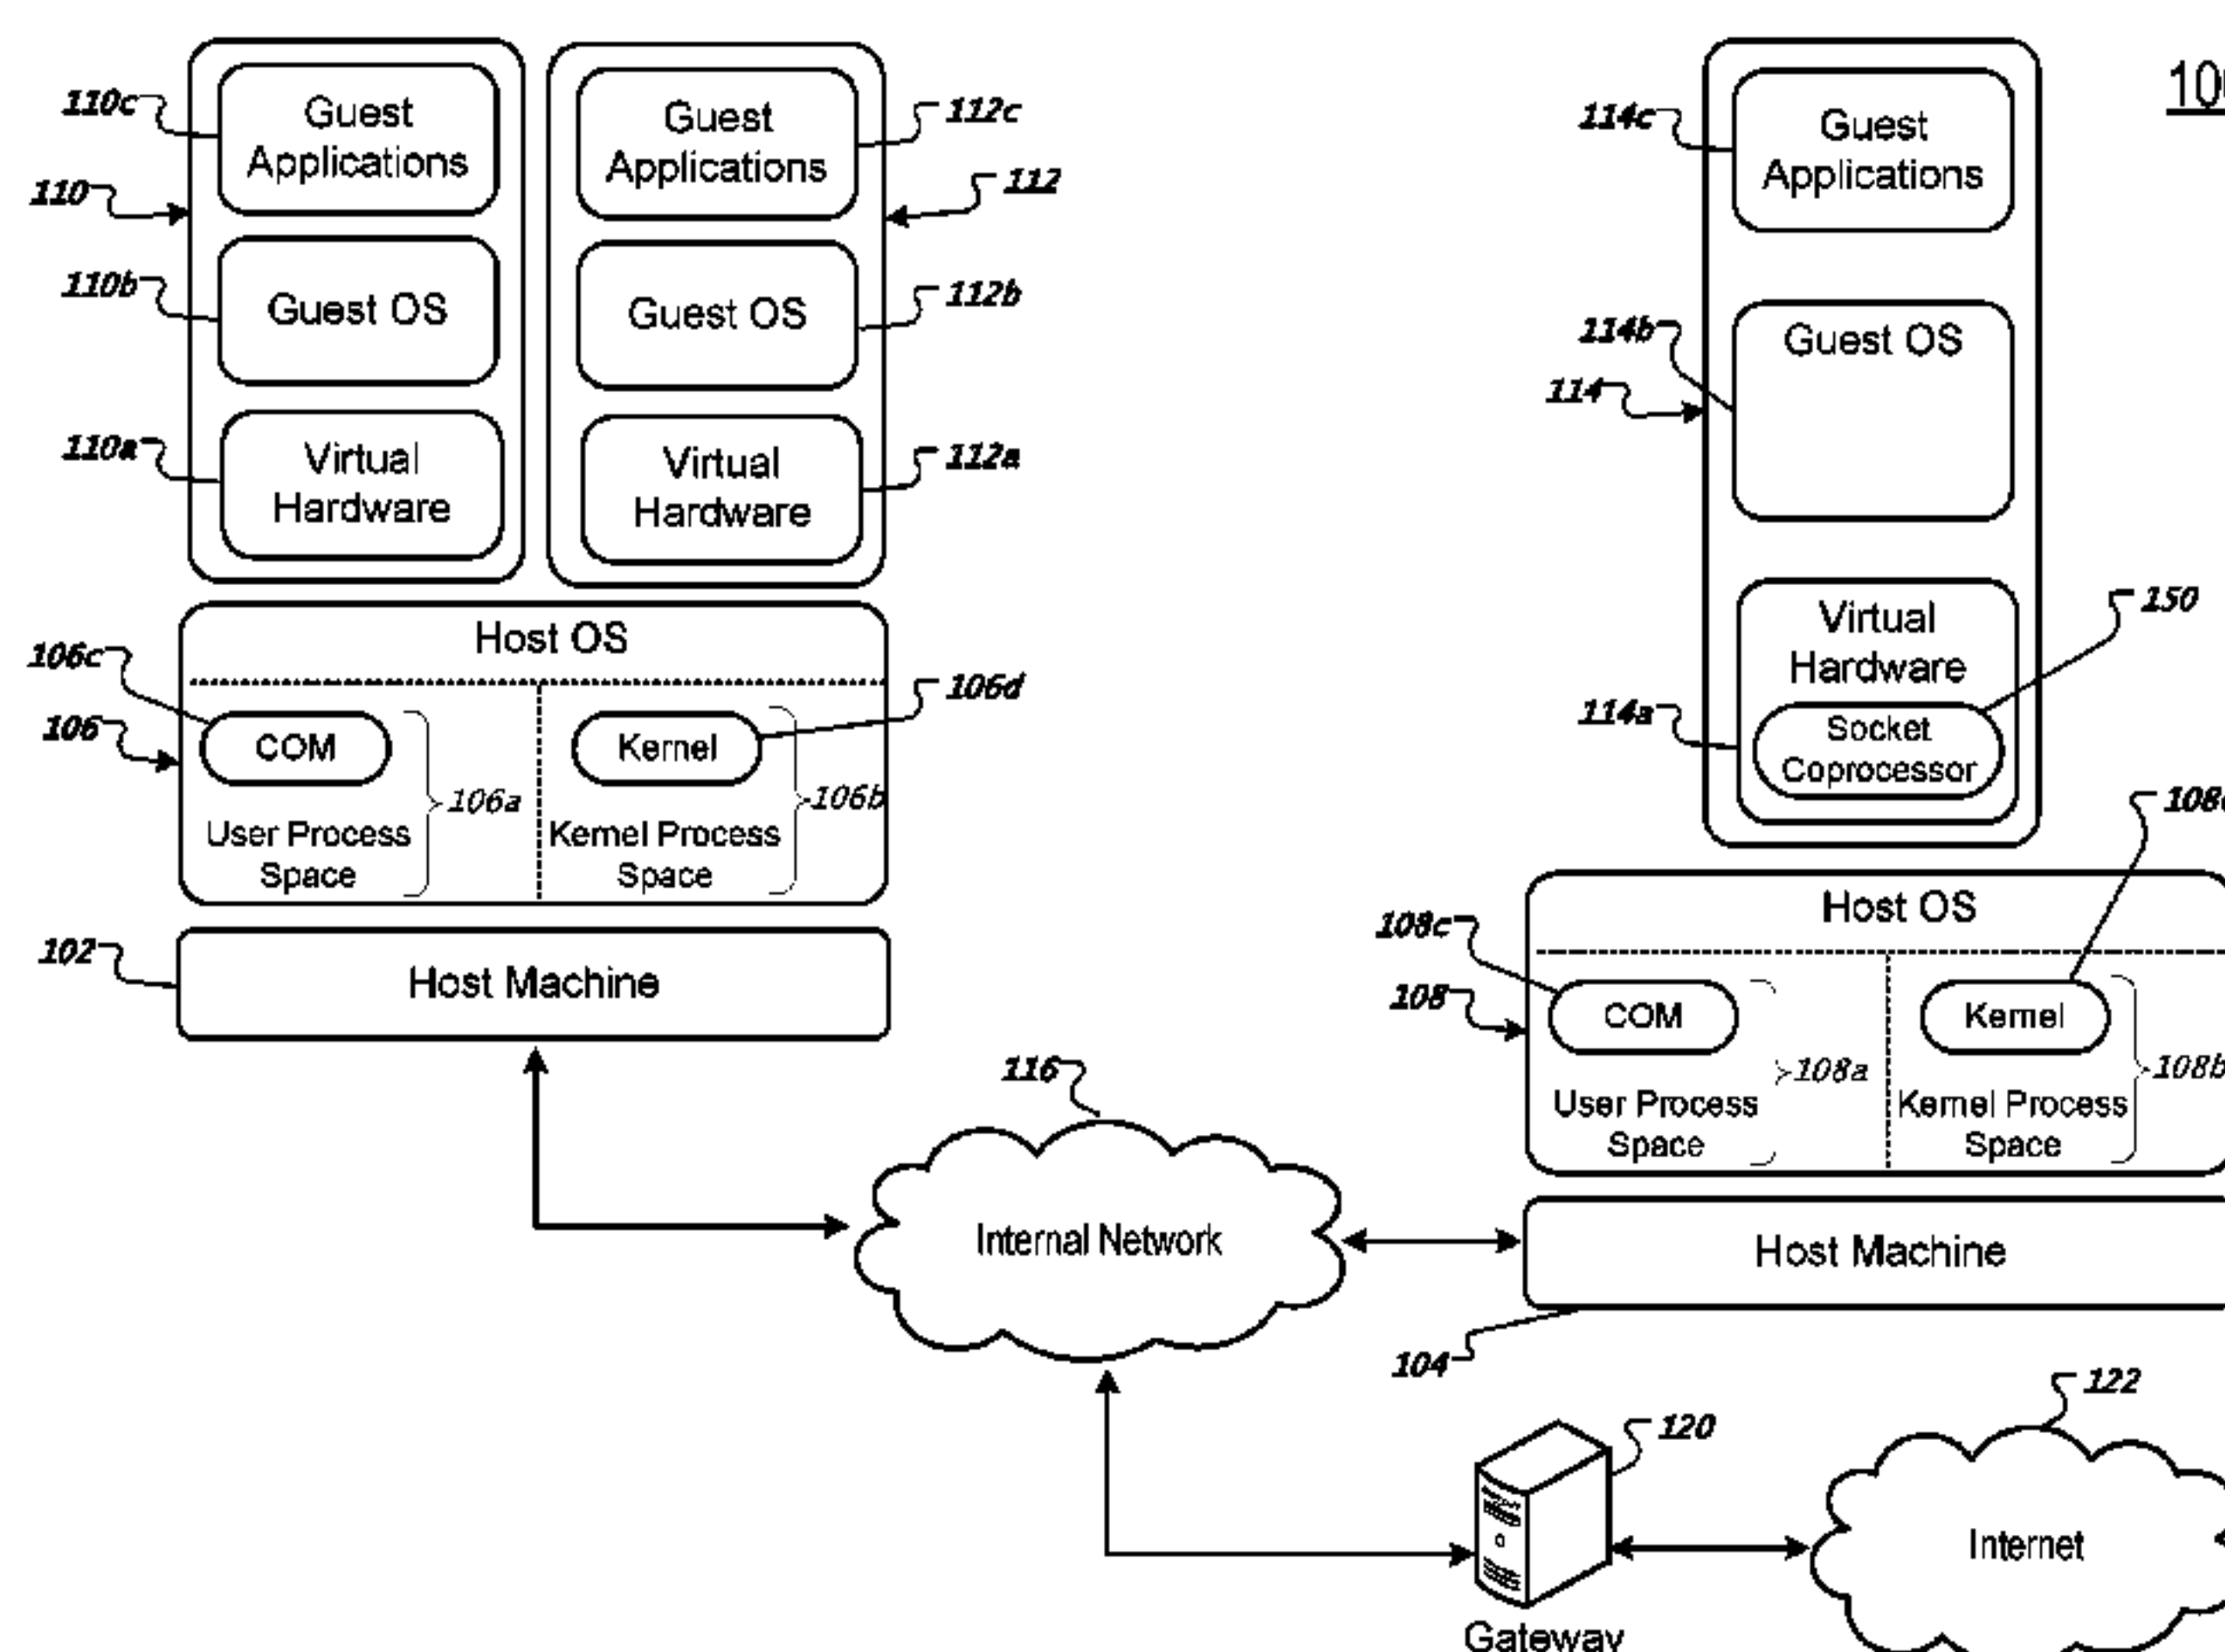 110c
Guest
Applications
110
110b
Guest OS
110a
Virtual
Hardware
Guest
Applications
112c
112
Guest OS
112b
Virtual
Hardware
112a
Host OS
106c
106
COM
106a
User Process
Space
Kernel
106d
106b
Kernel Process
Space
102
Host Machine
114c
Guest
Applications
114b
114
Guest OS
Virtual
Hardware
150
114a
Socket
Coprocessor
Host OS
108c
108
COM
108a
User Process
Space
Kernel
108b
Kernel Process
Space
Host Machine
104
116
Internal Network
120
Gateway
122
Internet